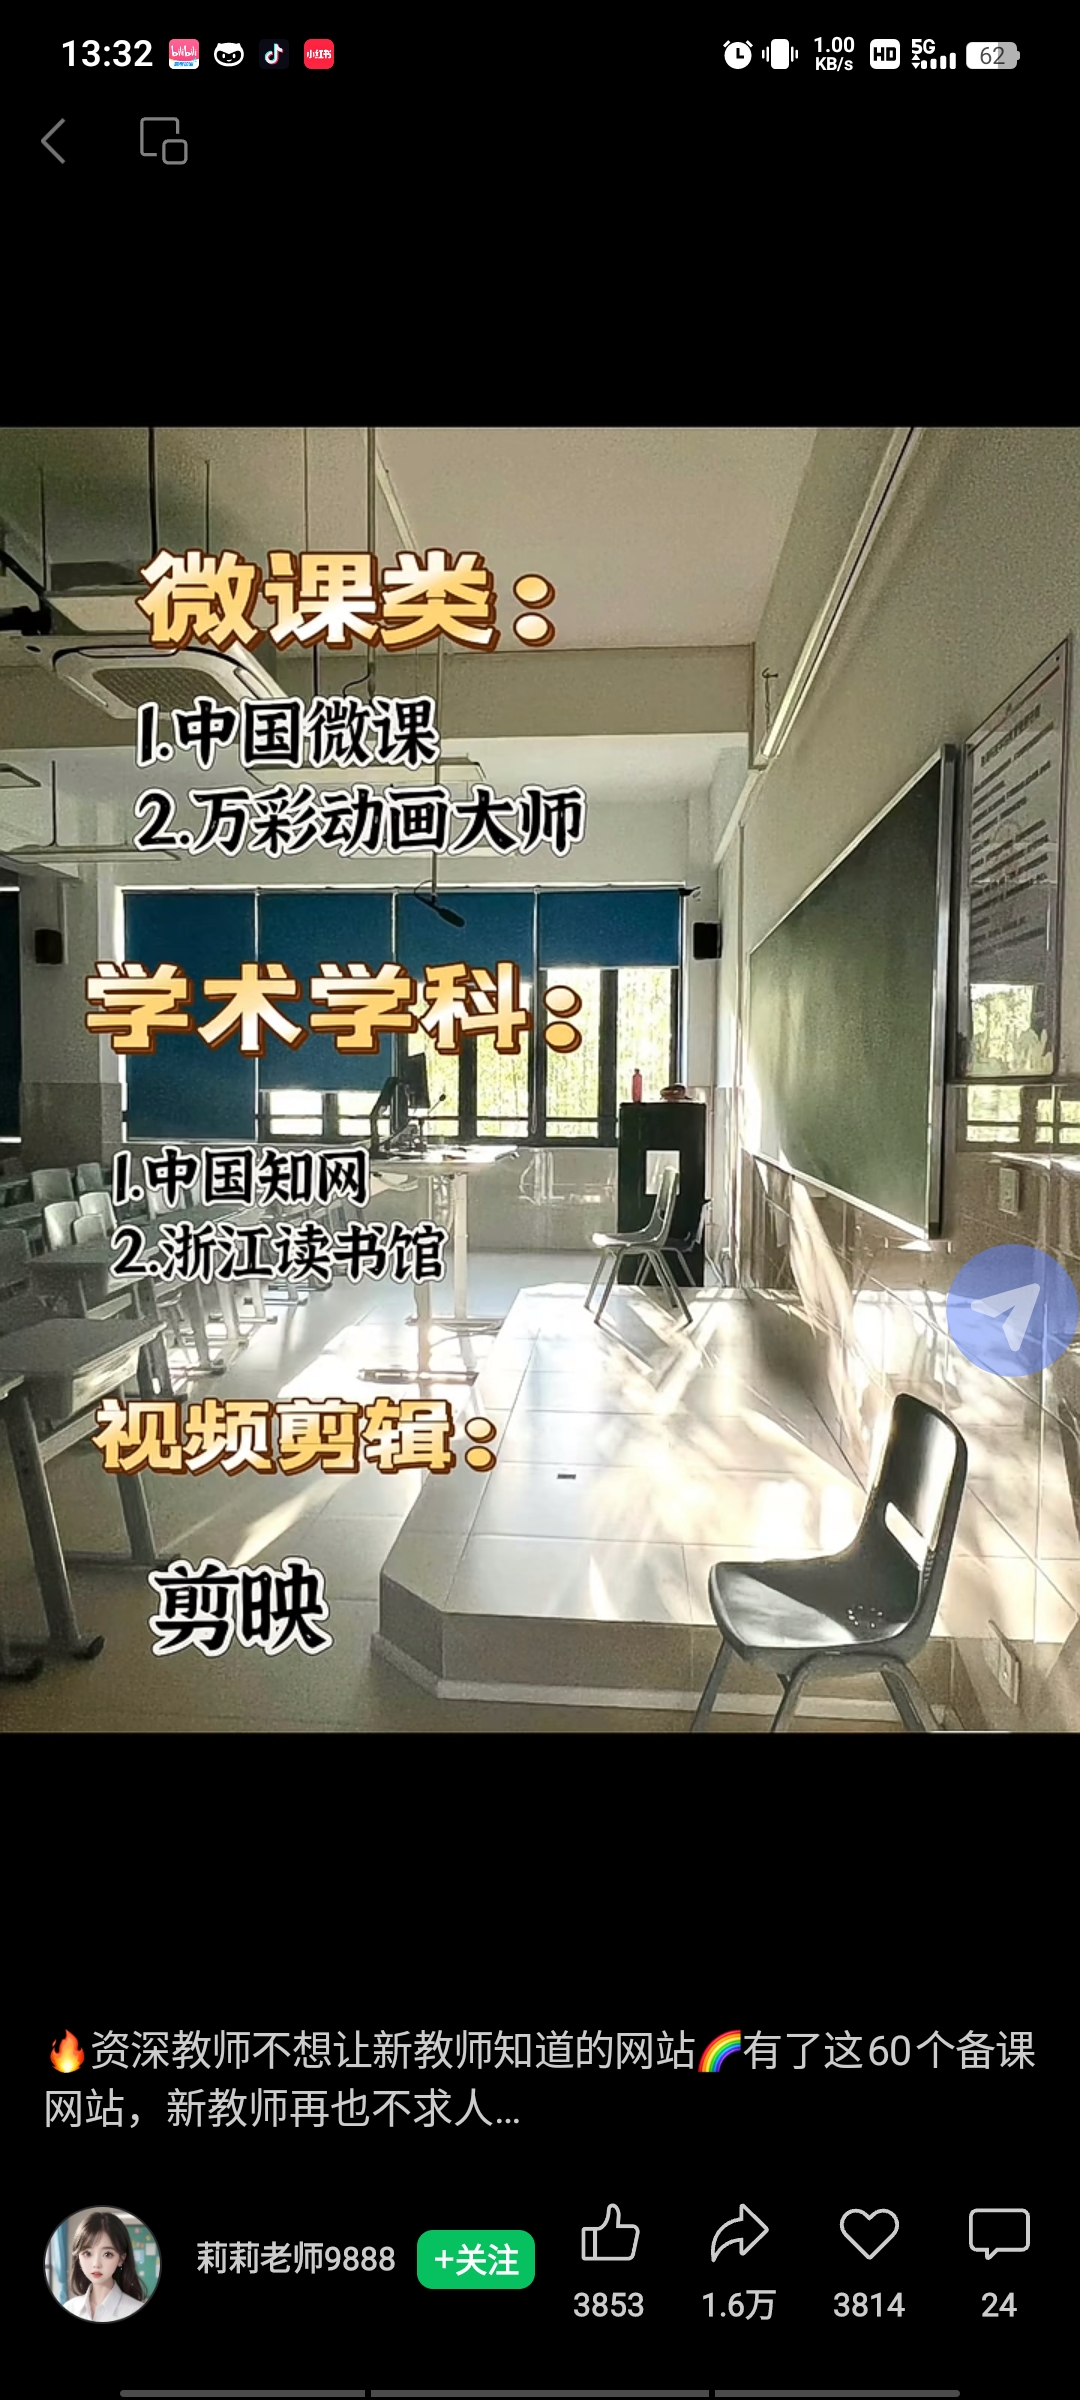 13:32
bilibili
小红书
1.00
KB/s
HD
5G
62
微课类：
1.中国微课
2.万彩动画大师
学术学科：
1.中国知网
2.浙江读书馆
视频剪辑：
剪映
🔥资深教师不想让新教师知道的网站🌈有了这60个备课
网站，新教师再也不求人...
莉莉老师9888
+关注
3853
1.6万
3814
24